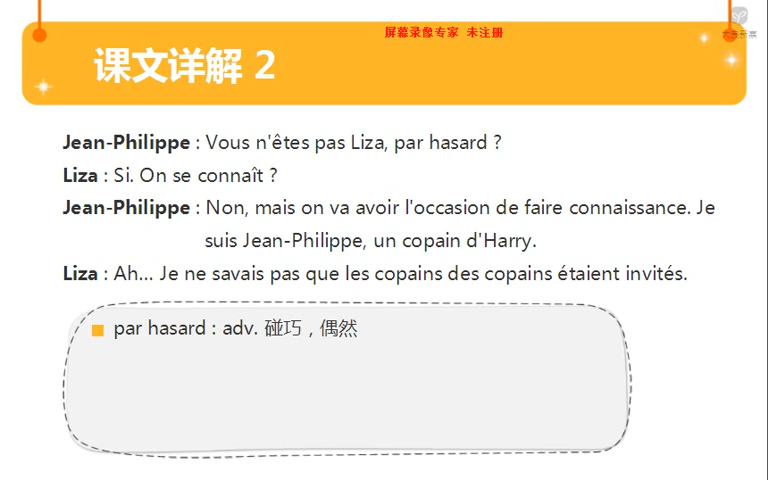 屏幕录像专家 未注册
课文详解 2
Jean-Philippe : Vous n'êtes pas Liza, par hasard ?
Liza : Si. On se connaît ?
Jean-Philippe : Non, mais on va avoir l'occasion de faire connaissance. Je
suis Jean-Philippe, un copain d'Harry.
Liza : Ah... Je ne savais pas que les copains des copains étaient invités.
par hasard : adv. 碰巧，偶然